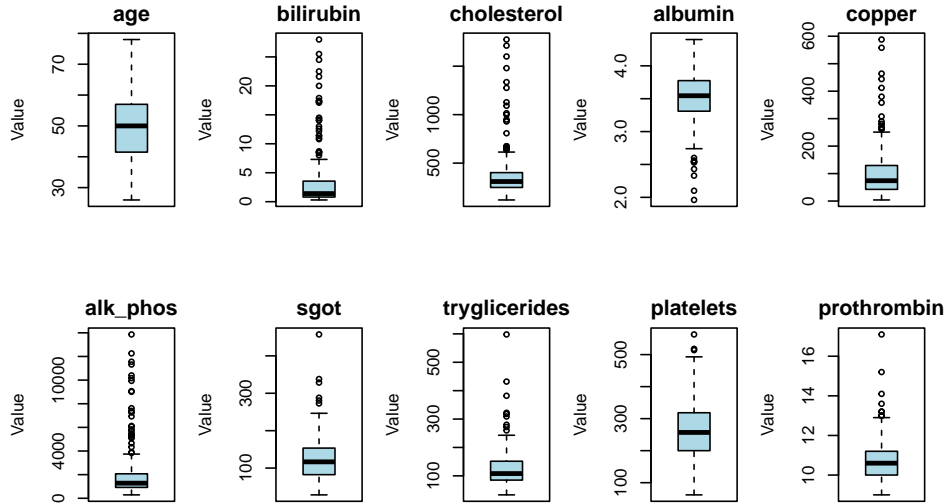 age
Value
30
50
70
bilirubin
Value
0
5
10
20
cholesterol
Value
500
1000
albumin
Value
2.0
3.0
4.0
copper
Value
0
200
400
600
alk_phos
Value
0
4000
10000
sgot
Value
100
300
tryglicerides
Value
100
300
500
platelets
Value
100
300
500
prothrombin
Value
10
12
14
16